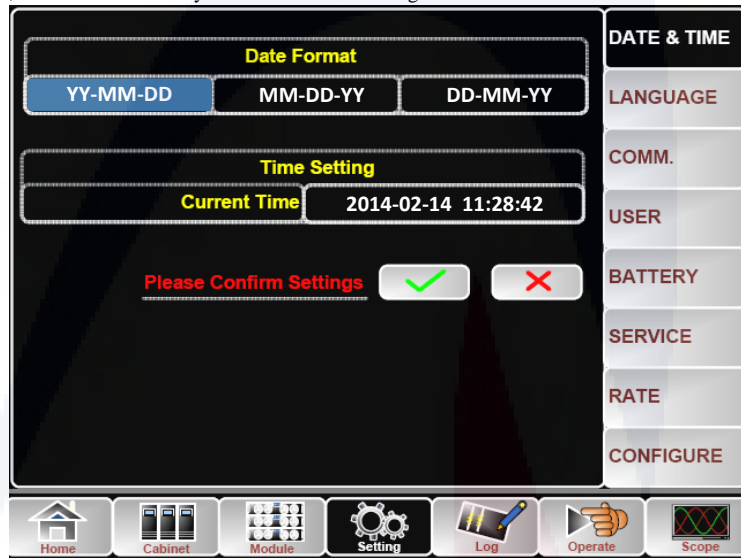 Date Format
YY-MM-DD MM-DD-YY DD-MM-YY
Time Setting
Current Time 2014-02-14 11:28:42
Please Confirm Settings
DATE & TIME
LANGUAGE
COMM.
USER
BATTERY
SERVICE
RATE
CONFIGURE
Home Cabinet Module Setting Log Operate Scope